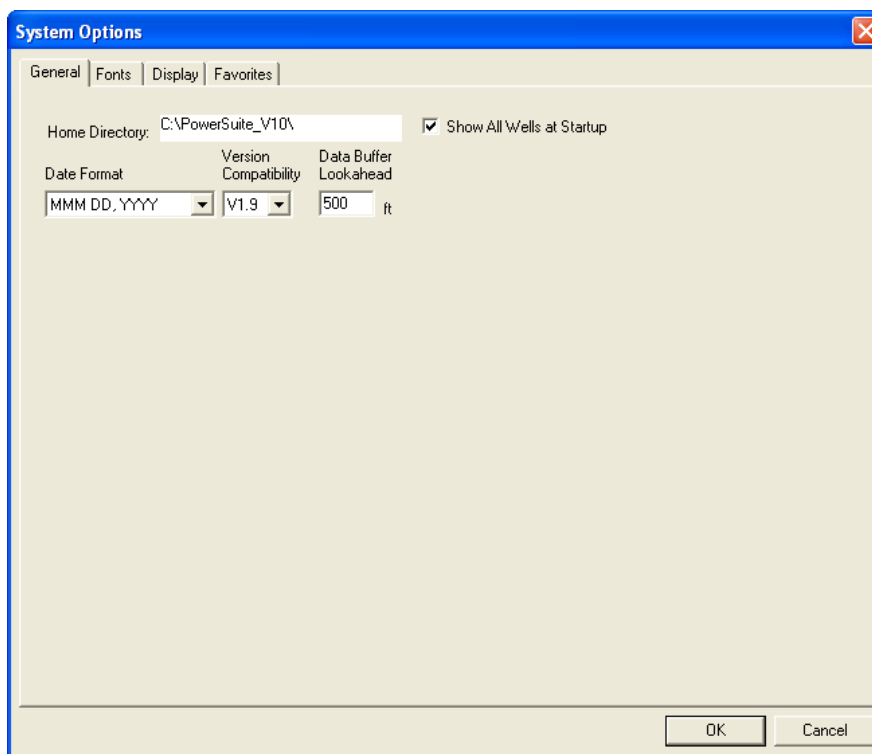 System Options
General Fonts Display Favorites
Home Directory: C:\PowerSuite_V10\ Show All Wells at Startup
Date Format
Version
Compatibility
Data Buffer
Lookahead
MMM DD, YYYY V1.9 500 ft
OK Cancel